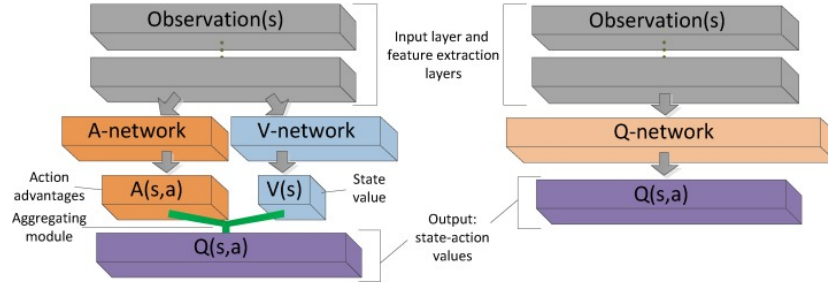 Observation(s)
A-network
V-network
Action
advantages
A(s,a)
V(s)
State
value
Aggregating
module
Q(s,a)
Input layer and
feature extraction
layers
Output:
state-action
values
Observation(s)
Q-network
Q(s,a)